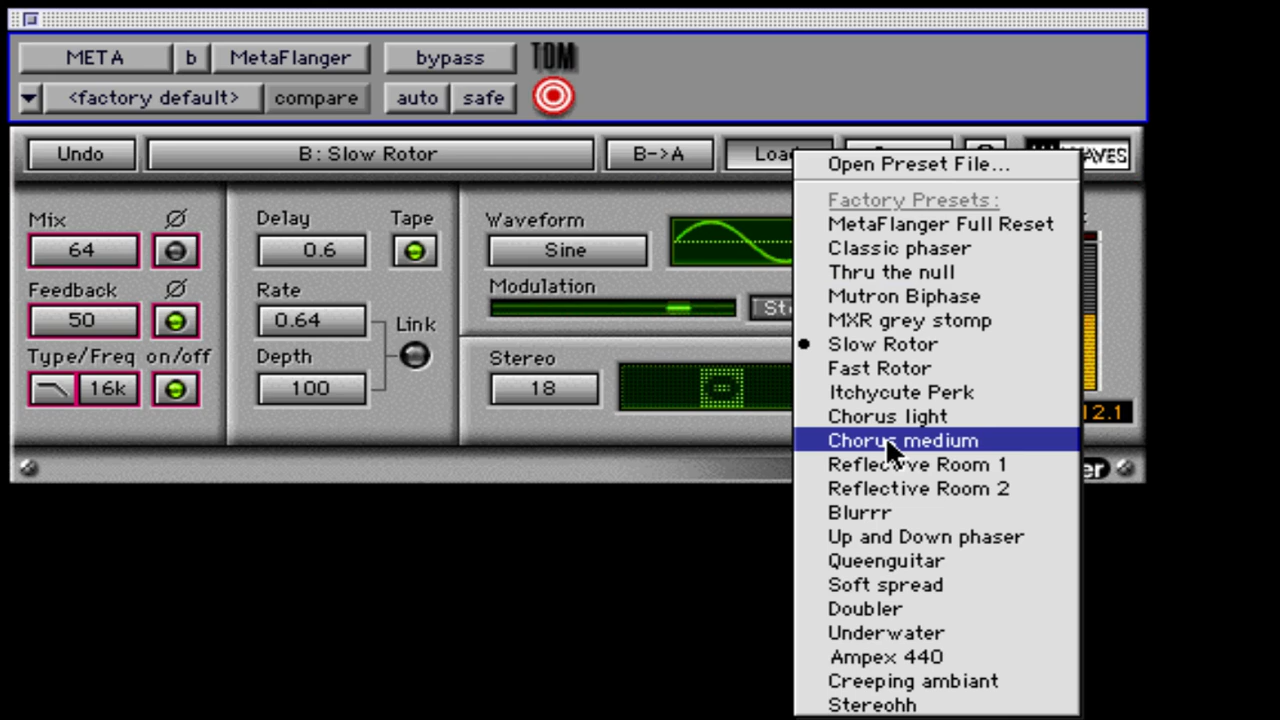 META b MetaFlanger bypass TOM
<factory default> compare auto safe
Undo B: Slow Rotor B->A Load
WAVES
Mix Ø
64
Feedback Ø
50
Type/Freq on/off
16k
Delay Tape
0.6
Rate
0.64
Link
Depth
100
Waveform
Sine
Modulation
Stereo
18
12.1
Open Preset File...
Factory Presets:
MetaFlanger Full Reset
Classic phaser
Thru the null
Mutron Biphase
MXR grey stomp
Slow Rotor
Fast Rotor
Itchycute Perk
Chorus light
Chorus medium
Reflective Room 1
Reflective Room 2
Blurrr
Up and Down phaser
Queenguitar
Soft spread
Doubler
Underwater
Ampex 440
Creeping ambiant
Stereohh